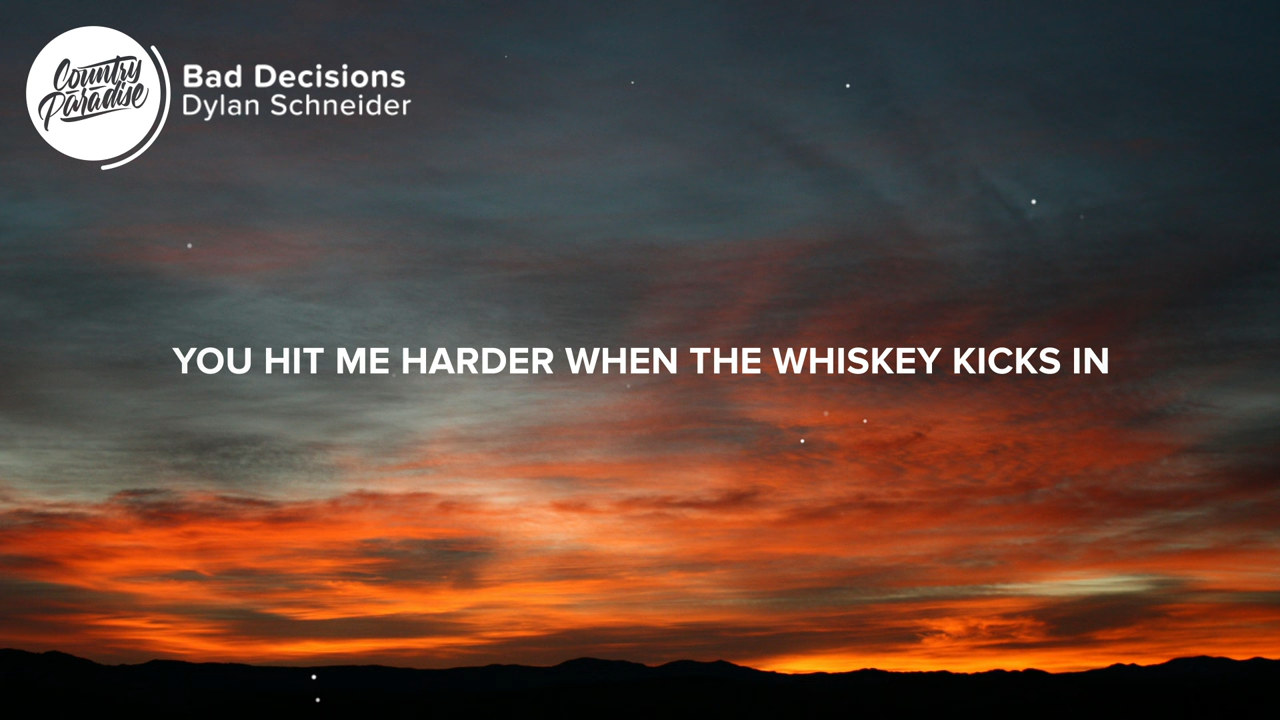 Country
Paradise
Bad Decisions
Dylan Schneider
YOU HIT ME HARDER WHEN THE WHISKEY KICKS IN